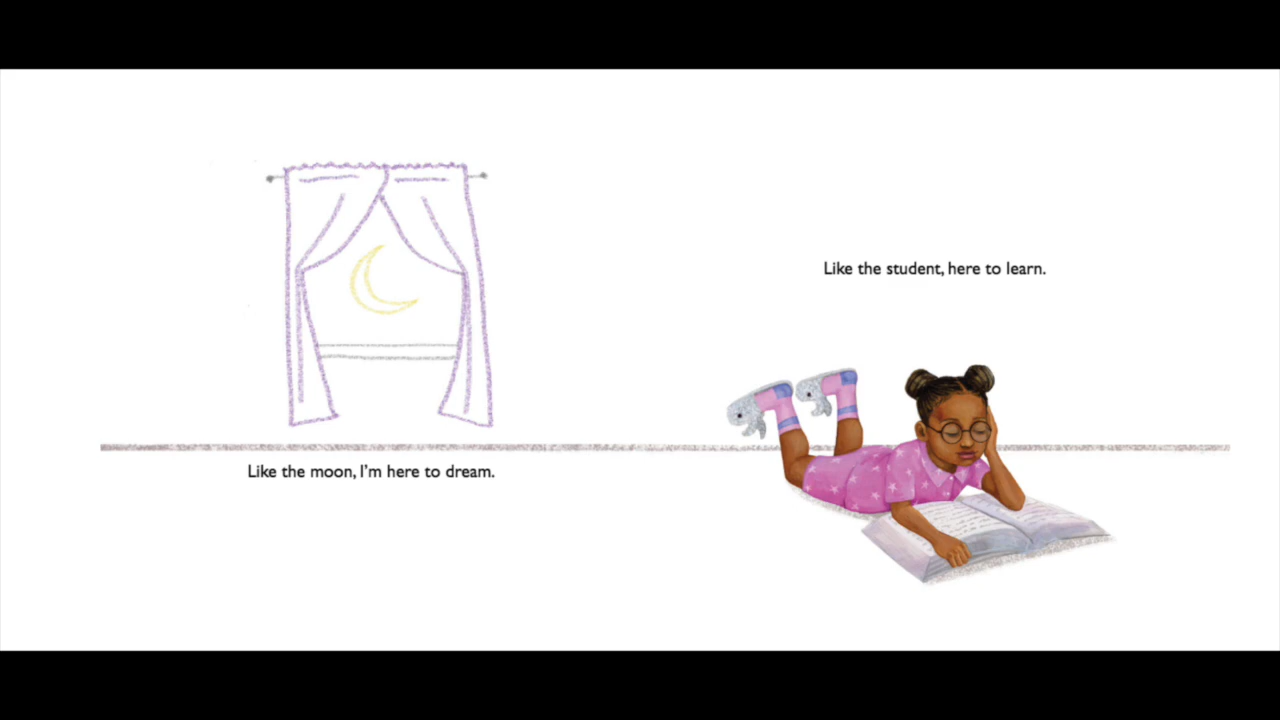 Like the moon, I'm here to dream.
Like the student, here to learn.